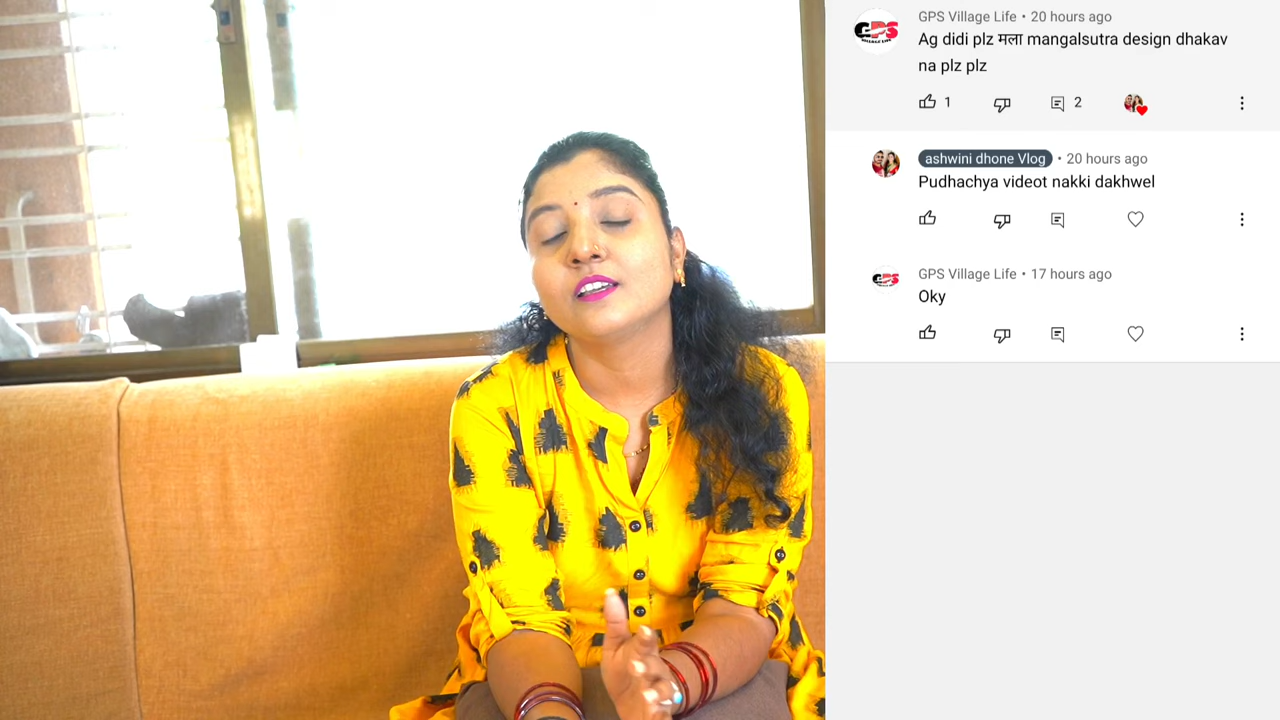 GPS Village Life • 20 hours ago
Ag didi plz मला mangalsutra design dhakav
na plz plz
1
2
ashwini dhone Vlog • 20 hours ago
Pudhachya videot nakki dakhwel
GPS Village Life • 17 hours ago
Oky